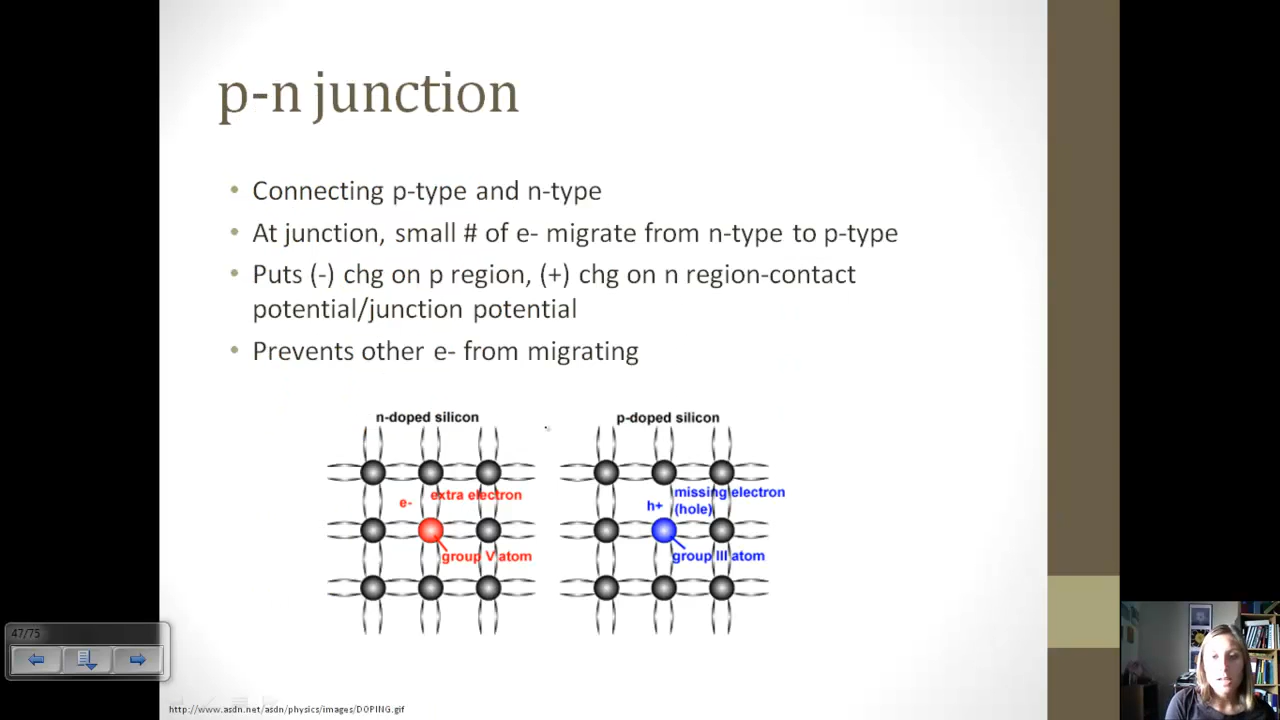 p-n junction
• Connecting p-type and n-type
• At junction, small # of e- migrate from n-type to p-type
• Puts (-) chg on p region, (+) chg on n region-contact
potential/junction potential
• Prevents other e- from migrating
n-doped silicon
e-
extra electron
group V atom
p-doped silicon
h+
missing electron
(hole)
group III atom
47/75
http://www.asdn.net/asdn/physics/images/DOPING.gif